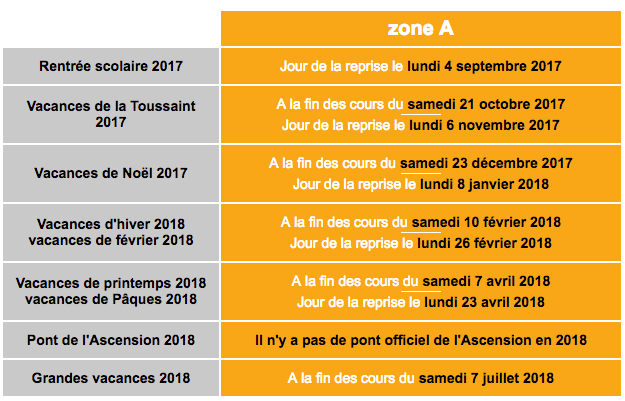 zone A
Rentrée scolaire 2017
Jour de la reprise le lundi 4 septembre 2017
Vacances de la Toussaint
2017
A la fin des cours du samedi 21 octobre 2017
Jour de la reprise le lundi 6 novembre 2017
Vacances de Noël 2017
A la fin des cours du samedi 23 décembre 2017
Jour de la reprise le lundi 8 janvier 2018
Vacances d'hiver 2018
vacances de février 2018
A la fin des cours du samedi 10 février 2018
Jour de la reprise le lundi 26 février 2018
Vacances de printemps 2018
vacances de Pâques 2018
A la fin des cours du samedi 7 avril 2018
Jour de la reprise le lundi 23 avril 2018
Pont de l'Ascension 2018
Il n'y a pas de pont officiel de l'Ascension en 2018
Grandes vacances 2018
A la fin des cours du samedi 7 juillet 2018